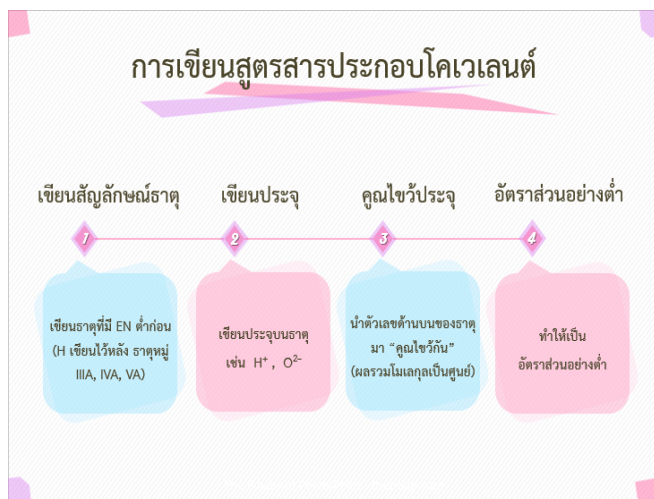 การเขียนสูตรสารประกอบโคเวเลนต์
เขียนสัญลักษณ์ธาตุ
1
เขียนธาตุที่มี EN ต่ำก่อน
(H เขียนไว้หลัง ธาตุหมู่
IIIA, IVA, VA)
เขียนประจุ
2
เขียนประจุบนธาตุ
เช่น H⁺ , O²⁻
คูณไขว้ประจุ
3
นำตัวเลขด้านบนของธาตุ
มา “คูณไขว้กัน”
(ผลรวมโมเลกุลเป็นศูนย์)
อัตราส่วนอย่างต่ำ
4
ทำให้เป็น
อัตราส่วนอย่างต่ำ